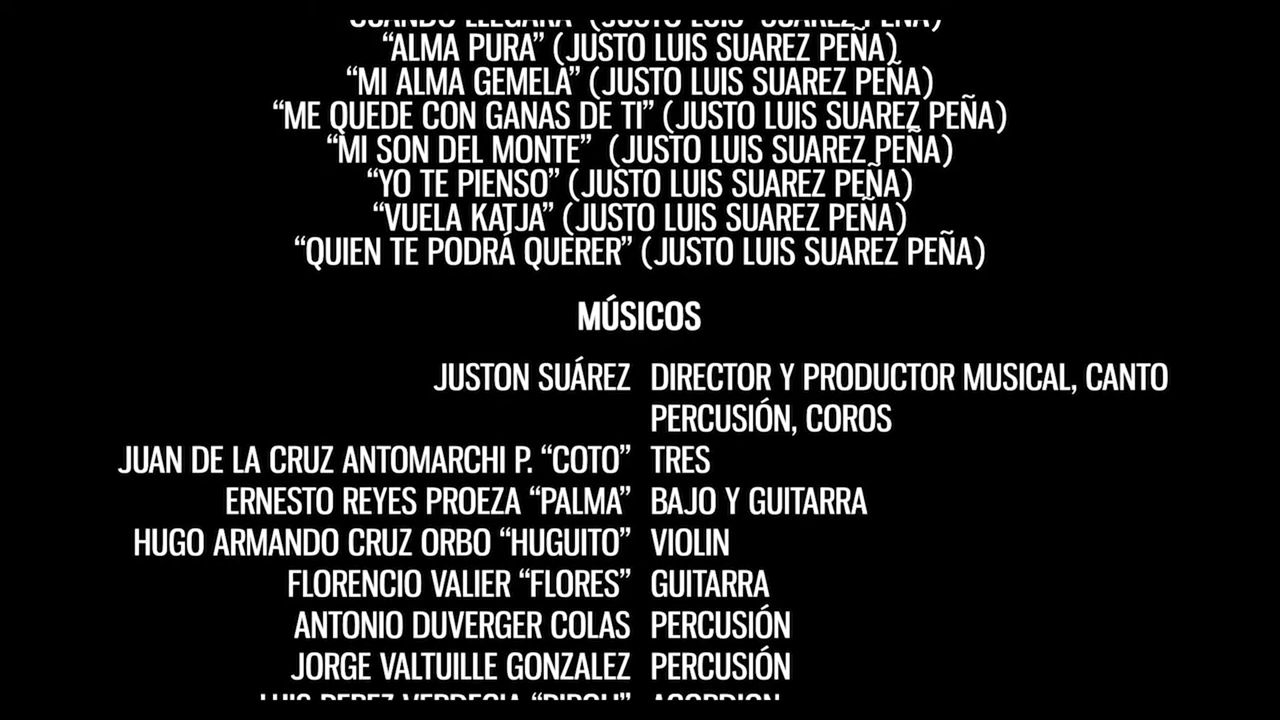 “ALMA PURA” (JUSTO LUIS SUAREZ PEÑA)
“MI ALMA GEMELA” (JUSTO LUIS SUAREZ PEÑA)
“ME QUEDE CON GANAS DE TI” (JUSTO LUIS SUAREZ PEÑA)
“MI SON DEL MONTE” (JUSTO LUIS SUAREZ PEÑA)
“YO TE PIENSO” (JUSTO LUIS SUAREZ PEÑA)
“VUELA KATJA” (JUSTO LUIS SUAREZ PEÑA)
“QUIEN TE PODRÁ QUERER” (JUSTO LUIS SUAREZ PEÑA)
MÚSICOS
JUSTON SUÁREZ DIRECTOR Y PRODUCTOR MUSICAL, CANTO
PERCUSIÓN, COROS
JUAN DE LA CRUZ ANTOMARCHI P. “COTO” TRES
ERNESTO REYES PROEZA “PALMA” BAJO Y GUITARRA
HUGO ARMANDO CRUZ ORBO “HUGUITO” VIOLIN
FLORENCIO VALIER “FLORES” GUITARRA
ANTONIO DUVERGER COLAS PERCUSIÓN
JORGE VALTUILLE GONZALEZ PERCUSIÓN